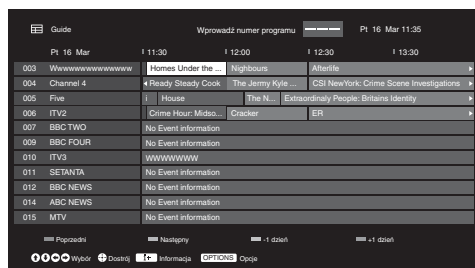 Guide Wprowadź numer programu Pt 16 Mar 11:35
Pt 16 Mar 11:30 12:00 12:30 13:30
003 Wwwwwwwwwwwwwww Homes Under the ... Nighbours Afterlife
004 Channel 4 Ready Steady Cook The Jermy Kyle ... CSI NewYork: Crime Scene Investigations
005 Five i House The N... Extraordinaly People: Britains Identity
006 ITV2 Crime Hour: Midso... Cracker ER
007 BBC TWO No Event information
009 BBC FOUR No Event information
010 ITV3 WWWWWWW
011 SETANTA No Event information
012 BBC NEWS No Event information
014 ABC NEWS No Event information
015 MTV No Event information
Poprzedni Następny -1 dzień +1 dzień
Wybór Dostrój i+ Informacja OPTIONS Opcje